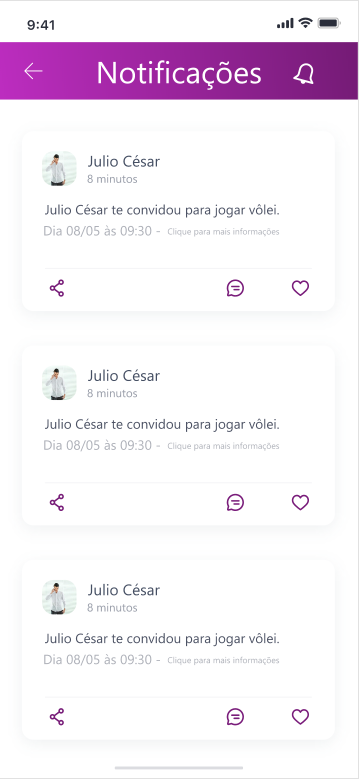 9:41
Notificações
Julio César
8 minutos
Julio César te convidou para jogar vôlei.
Dia 08/05 às 09:30 - Clique para mais informações
Julio César
8 minutos
Julio César te convidou para jogar vôlei.
Dia 08/05 às 09:30 - Clique para mais informações
Julio César
8 minutos
Julio César te convidou para jogar vôlei.
Dia 08/05 às 09:30 - Clique para mais informações